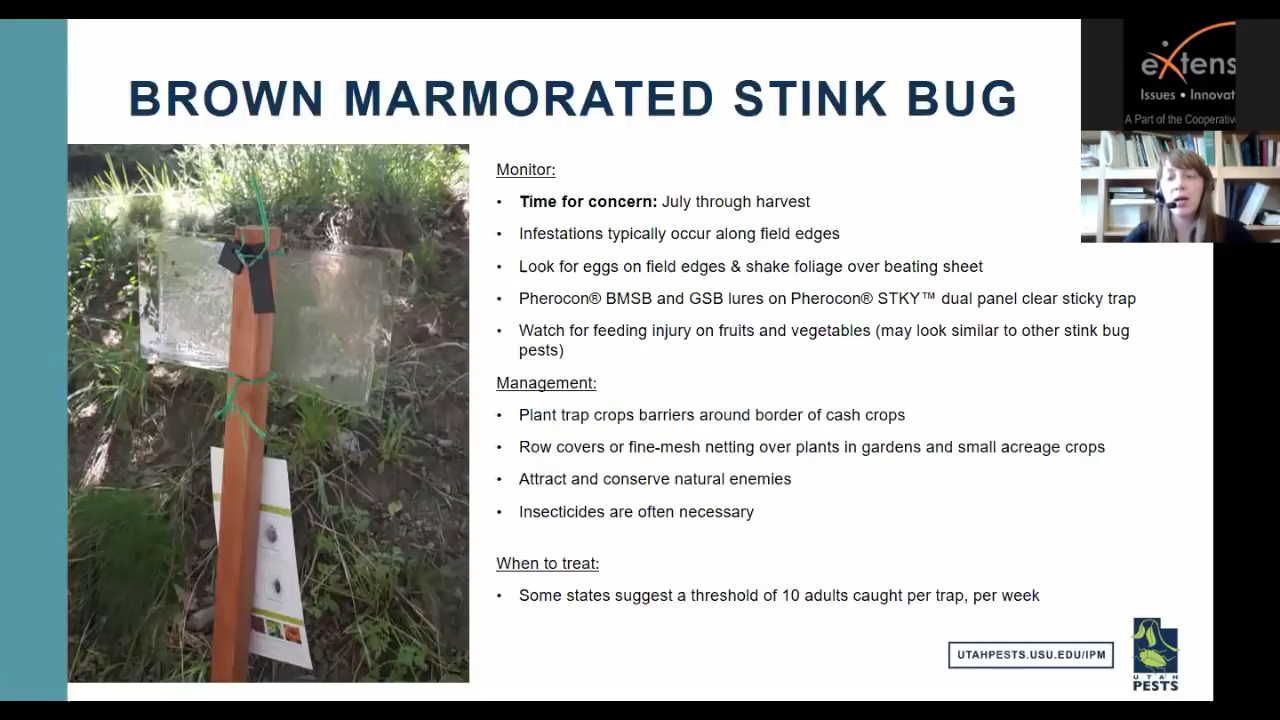 BROWN MARMORATED STINK BUG
eXtens
Issues • Innovat
A Part of the Cooperative
Monitor:
• Time for concern: July through harvest
• Infestations typically occur along field edges
• Look for eggs on field edges & shake foliage over beating sheet
• Pherocon® BMSB and GSB lures on Pherocon® STKY™ dual panel clear sticky trap
• Watch for feeding injury on fruits and vegetables (may look similar to other stink bug
pests)
Management:
• Plant trap crops barriers around border of cash crops
• Row covers or fine-mesh netting over plants in gardens and small acreage crops
• Attract and conserve natural enemies
• Insecticides are often necessary
When to treat:
• Some states suggest a threshold of 10 adults caught per trap, per week
UTAHPESTS.USU.EDU/IPM
UTAH
PESTS